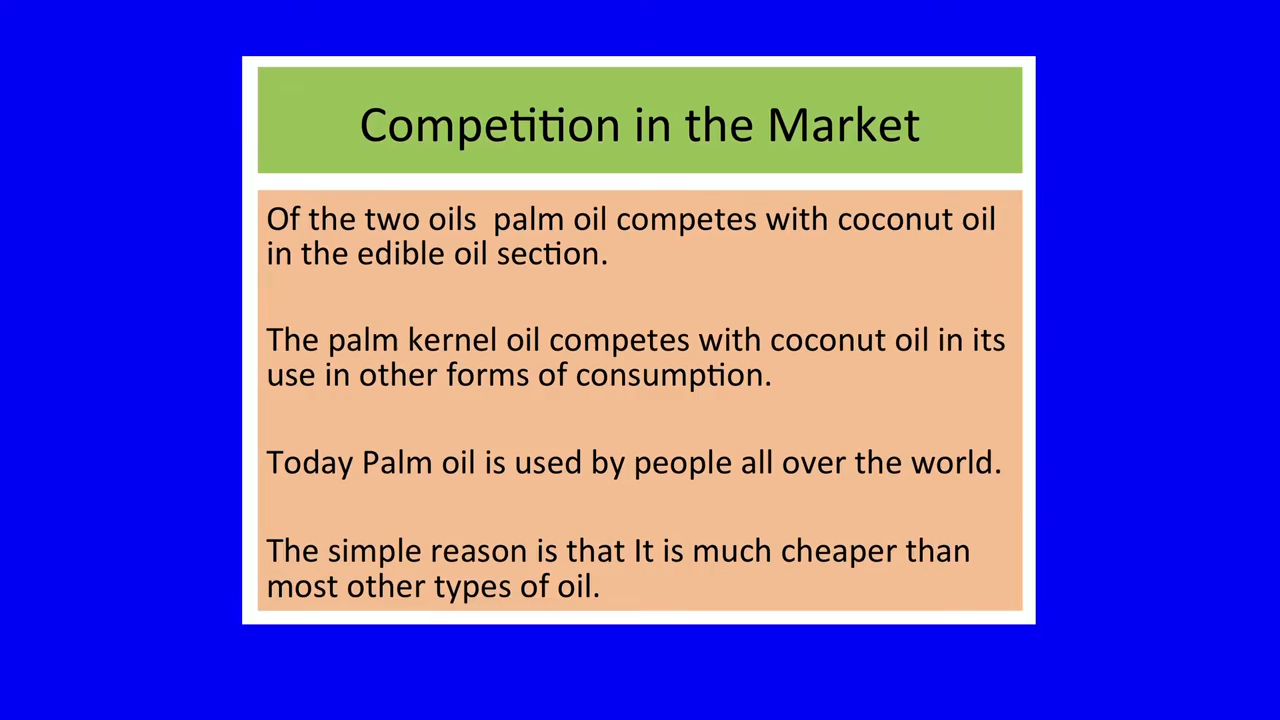 Competition in the Market
Of the two oils  palm oil competes with coconut oil
in the edible oil section.
The palm kernel oil competes with coconut oil in its
use in other forms of consumption.
Today Palm oil is used by people all over the world.
The simple reason is that It is much cheaper than
most other types of oil.